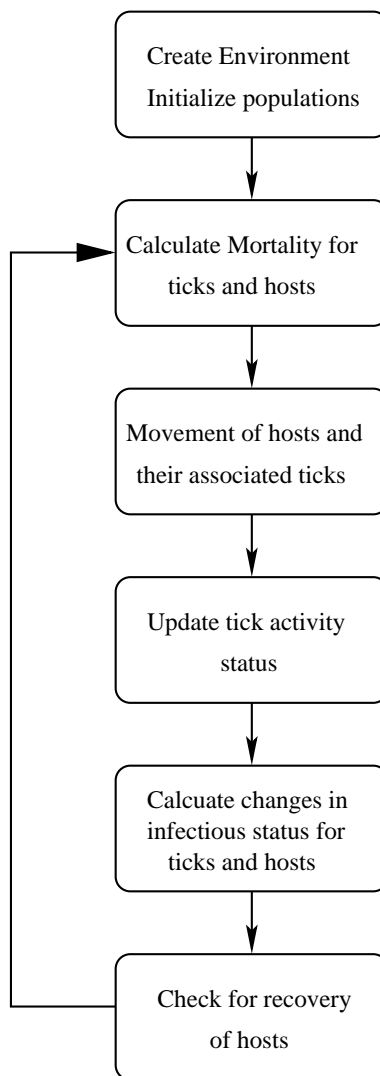 Create Environment
Initialize populations
Calculate Mortality for
ticks and hosts
Movement of hosts and
their associated ticks
Update tick activity
status
Calcuate changes in
infectious status for
ticks and hosts
Check for recovery
of hosts